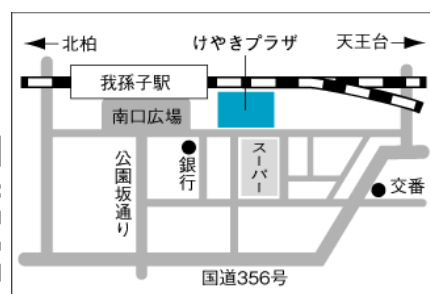 北柏
けやきプラザ
天王台
我孫子駅
南口広場
公園坂通り
銀行
スーパー
交番
国道356号